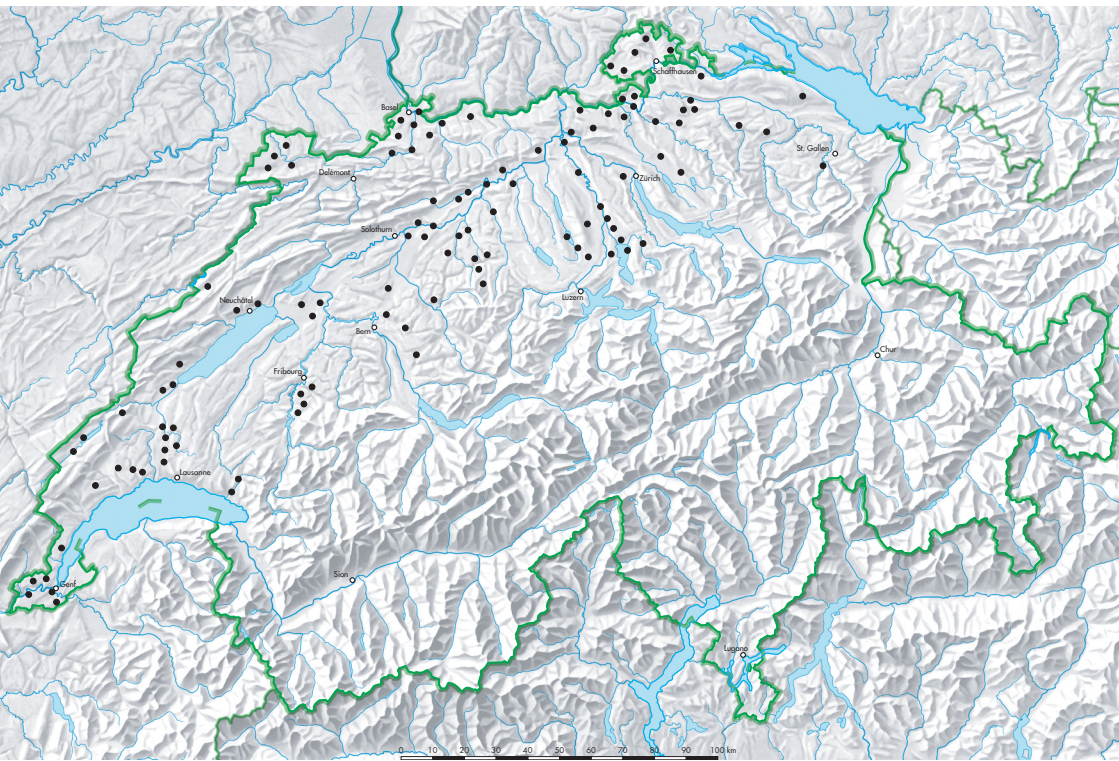 Schaffhausen
Basel
St. Gallen
Delémont
Zürich
Solothurn
Neuchâtel
Luzern
Bern
Chur
Fribourg
Lausanne
Sion
Genf
Lugano
0 10 20 30 40 50 60 70 80 90 100 km